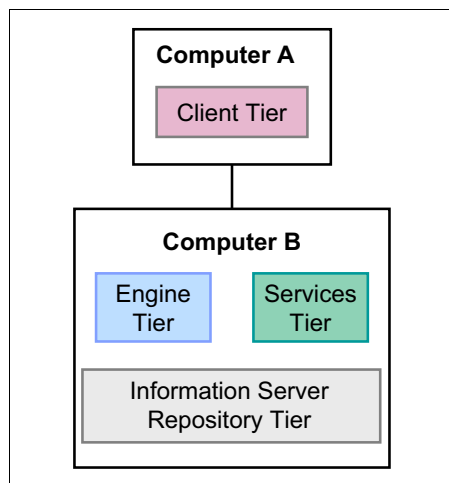 Computer A
Client Tier
Computer B
Engine
Tier
Services
Tier
Information Server
Repository Tier